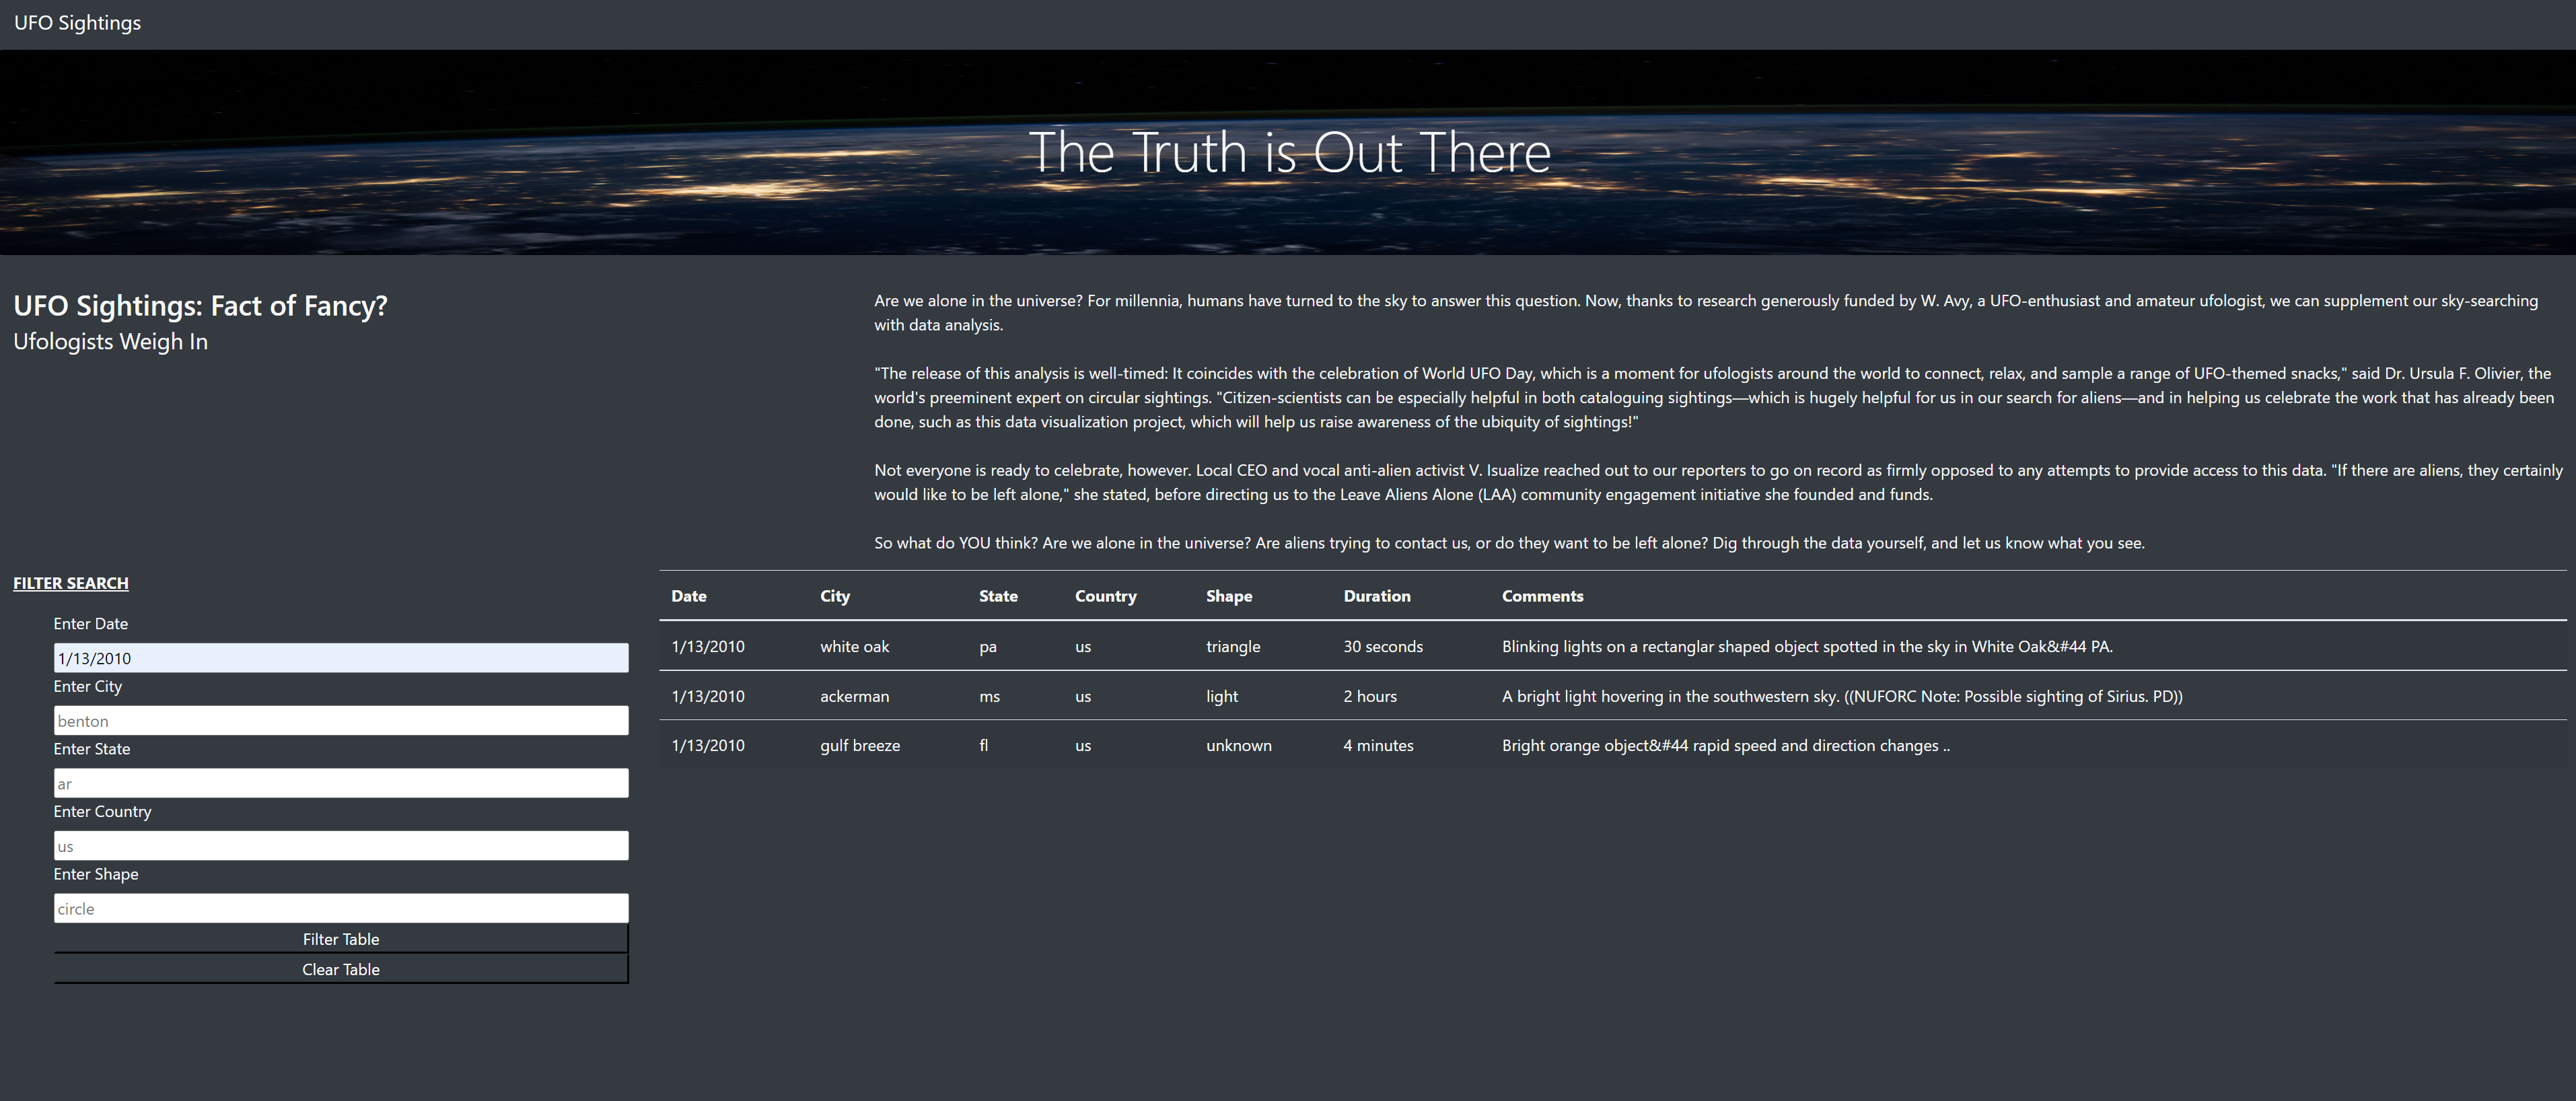 UFO Sightings
The Truth is Out There
UFO Sightings: Fact of Fancy?
Ufologists Weigh In
Are we alone in the universe? For millennia, humans have turned to the sky to answer this question. Now, thanks to research generously funded by W. Avy, a UFO-enthusiast and amateur ufologist, we can supplement our sky-searching
with data analysis.
"The release of this analysis is well-timed: It coincides with the celebration of World UFO Day, which is a moment for ufologists around the world to connect, relax, and sample a range of UFO-themed snacks," said Dr. Ursula F. Olivier, the
world's preeminent expert on circular sightings. "Citizen-scientists can be especially helpful in both cataloguing sightings—which is hugely helpful for us in our search for aliens—and in helping us celebrate the work that has already been
done, such as this data visualization project, which will help us raise awareness of the ubiquity of sightings!"
Not everyone is ready to celebrate, however. Local CEO and vocal anti-alien activist V. Isualize reached out to our reporters to go on record as firmly opposed to any attempts to provide access to this data. "If there are aliens, they certainly
would like to be left alone," she stated, before directing us to the Leave Aliens Alone (LAA) community engagement initiative she founded and funds.
So what do YOU think? Are we alone in the universe? Are aliens trying to contact us, or do they want to be left alone? Dig through the data yourself, and let us know what you see.
FILTER SEARCH
Enter Date
1/13/2010
Enter City
benton
Enter State
ar
Enter Country
us
Enter Shape
circle
Filter Table
Clear Table
Date City State Country Shape Duration Comments
1/13/2010 white oak pa us triangle 30 seconds Blinking lights on a rectanglar shaped object spotted in the sky in White Oak&#44 PA.
1/13/2010 ackerman ms us light 2 hours A bright light hovering in the southwestern sky. ((NUFORC Note: Possible sighting of Sirius. PD))
1/13/2010 gulf breeze fl us unknown 4 minutes Bright orange object&#44 rapid speed and direction changes ..